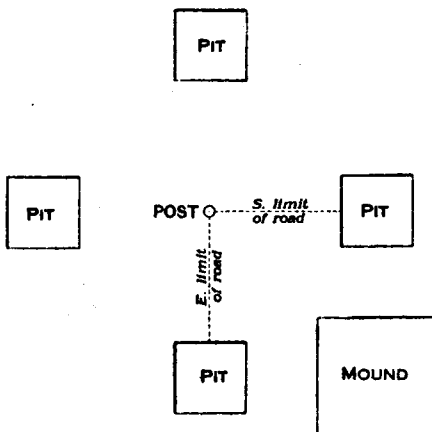 PIT
PIT
POST
S. limit
of road
PIT
E. limit
of road
PIT
MOUND